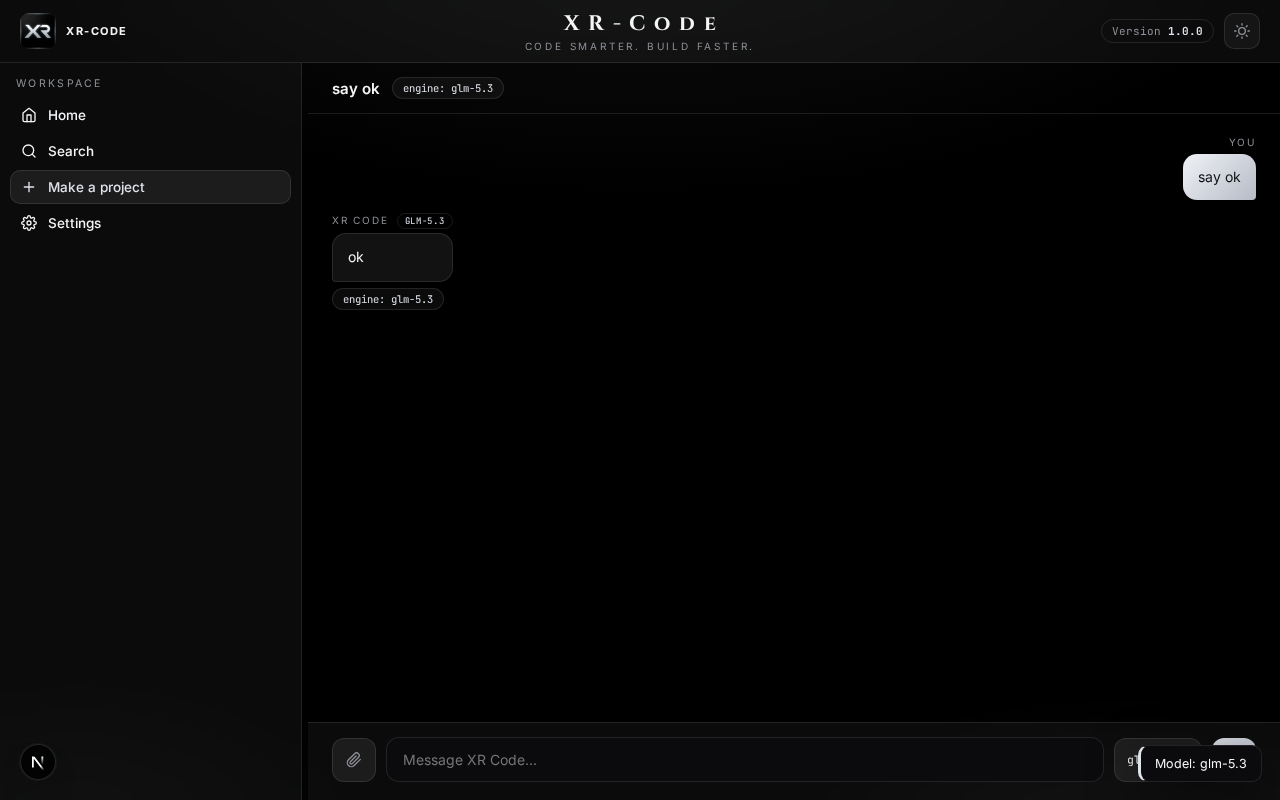 XR
XR-CODE
XR-CODE
CODE SMARTER. BUILD FASTER.
Version 1.0.0
WORKSPACE
Home
Search
Make a project
Settings
say ok
engine: glm-5.3
YOU
say ok
XR CODE
GLM-5.3
ok
engine: glm-5.3
N
Message XR Code...
Model: glm-5.3